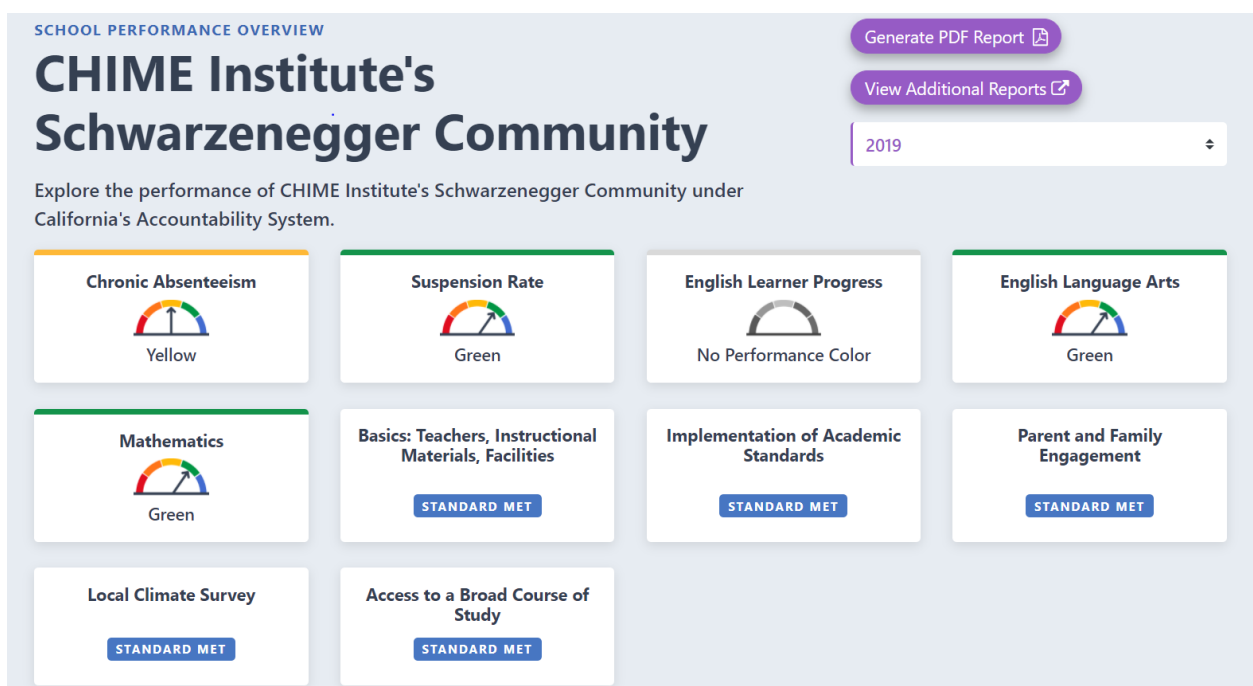 SCHOOL PERFORMANCE OVERVIEW
CHIME Institute's
Schwarzenegger Community
Explore the performance of CHIME Institute's Schwarzenegger Community under
California's Accountability System.
Generate PDF Report
View Additional Reports
2019
Chronic Absenteeism
Yellow
Suspension Rate
Green
English Learner Progress
No Performance Color
English Language Arts
Green
Mathematics
Green
Basics: Teachers, Instructional
Materials, Facilities
STANDARD MET
Implementation of Academic
Standards
STANDARD MET
Parent and Family
Engagement
STANDARD MET
Local Climate Survey
STANDARD MET
Access to a Broad Course of
Study
STANDARD MET